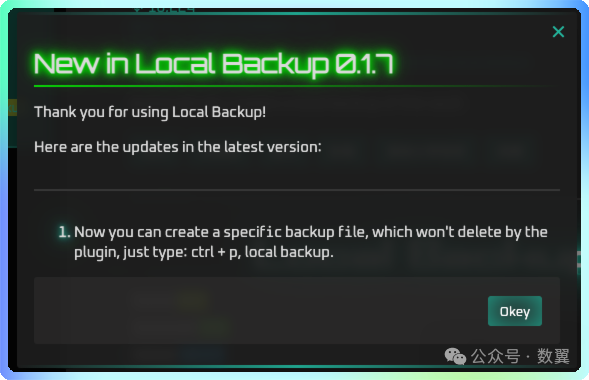 New in Local Backup 0.1.7
Thank you for using Local Backup!
Here are the updates in the latest version:
1. Now you can create a specific backup file, which won't delete by the
plugin, just type: ctrl + p, local backup.
Okey
公众号 · 数翼